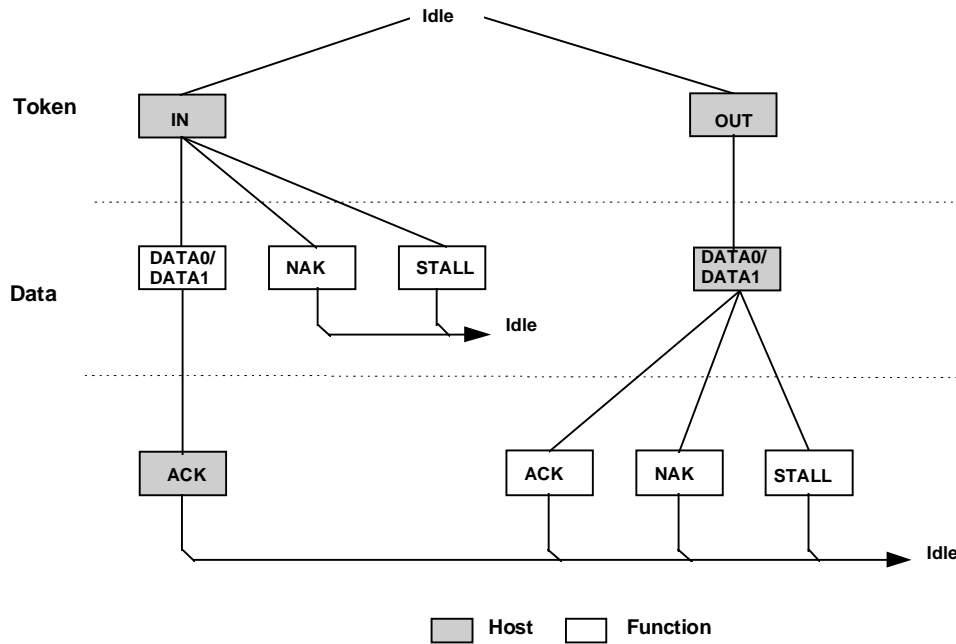 Idle
Token
IN
OUT
DATA0/
DATA1
NAK
STALL
DATA0/
DATA1
Data
Idle
ACK
ACK
NAK
STALL
Idle
Host
Function